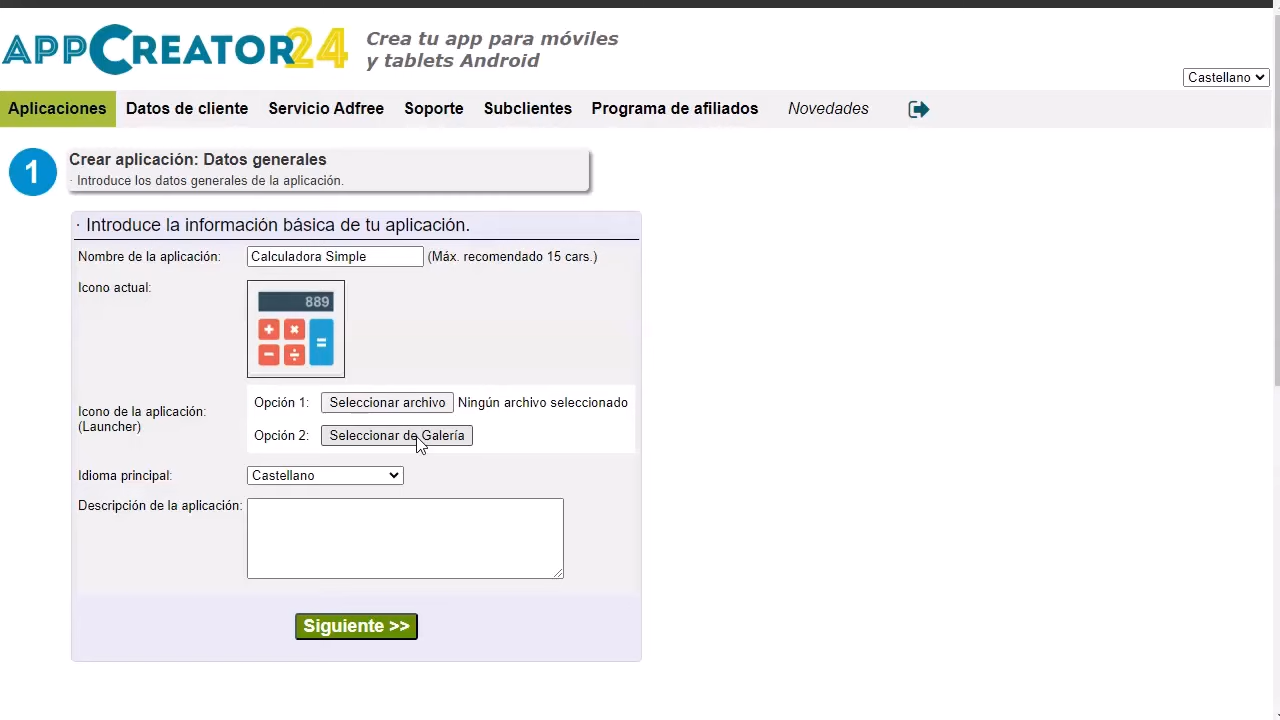 APPCREATOR24
Crea tu app para móviles
y tablets Android
Castellano
Aplicaciones Datos de cliente Servicio Adfree Soporte Subclientes Programa de afiliados Novedades
1
Crear aplicación: Datos generales
· Introduce los datos generales de la aplicación.
· Introduce la información básica de tu aplicación.
Nombre de la aplicación: Calculadora Simple (Máx. recomendado 15 cars.)
Icono actual:
889
+ ×
=
− ÷
Opción 1: Seleccionar archivo Ningún archivo seleccionado
Icono de la aplicación:
(Launcher)
Opción 2: Seleccionar de Galería
Idioma principal: Castellano
Descripción de la aplicación:
Siguiente >>